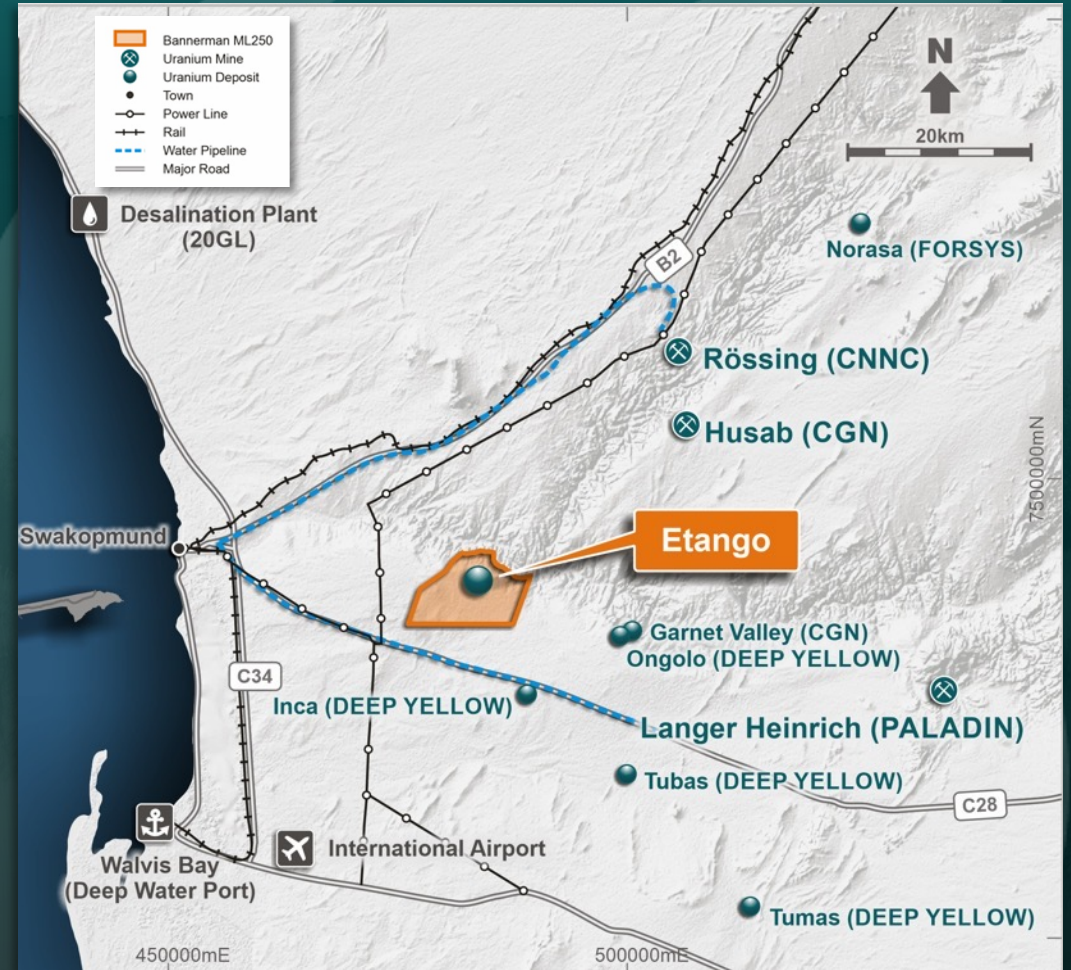 Bannerman ML250
Uranium Mine
Uranium Deposit
Town
Power Line
Rail
Water Pipeline
Major Road
N
20km
Desalination Plant
(20GL)
Norasa (FORSYS)
B2
Rössing (CNNC)
Husab (CGN)
7500000mN
Swakopmund
Etango
Garnet Valley (CGN)
Ongolo (DEEP YELLOW)
C34
Inca (DEEP YELLOW)
Langer Heinrich (PALADIN)
Tubas (DEEP YELLOW)
C28
International Airport
Walvis Bay
(Deep Water Port)
Tumas (DEEP YELLOW)
450000mE
500000mE